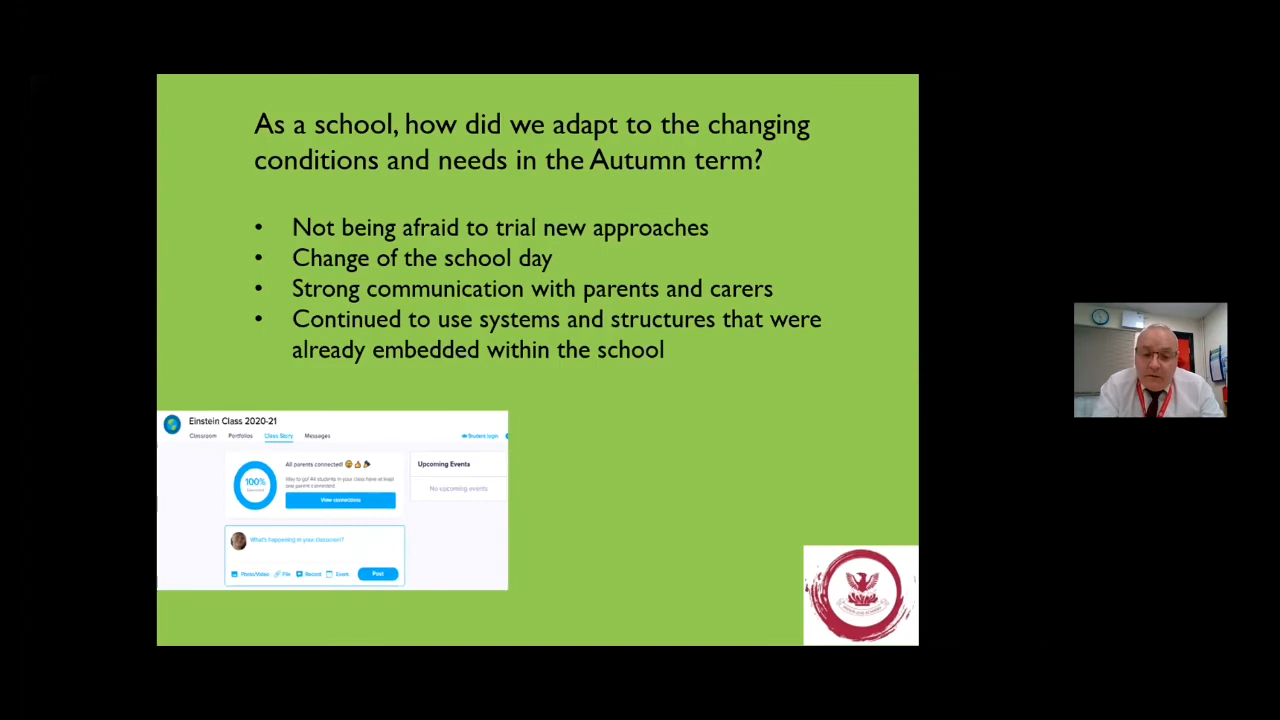 As a school, how did we adapt to the changing
conditions and needs in the Autumn term?
• Not being afraid to trial new approaches
• Change of the school day
• Strong communication with parents and carers
• Continued to use systems and structures that were
already embedded within the school
Einstein Class 2020-21
Classroom Portfolios Class Story Messages Student login
All parents connected!
Upcoming Events
100%
Way to go! All students in your class have at least
one parent connected.
View connections
No upcoming events
What's happening in your classroom?
Photo/Video File Record Event Post